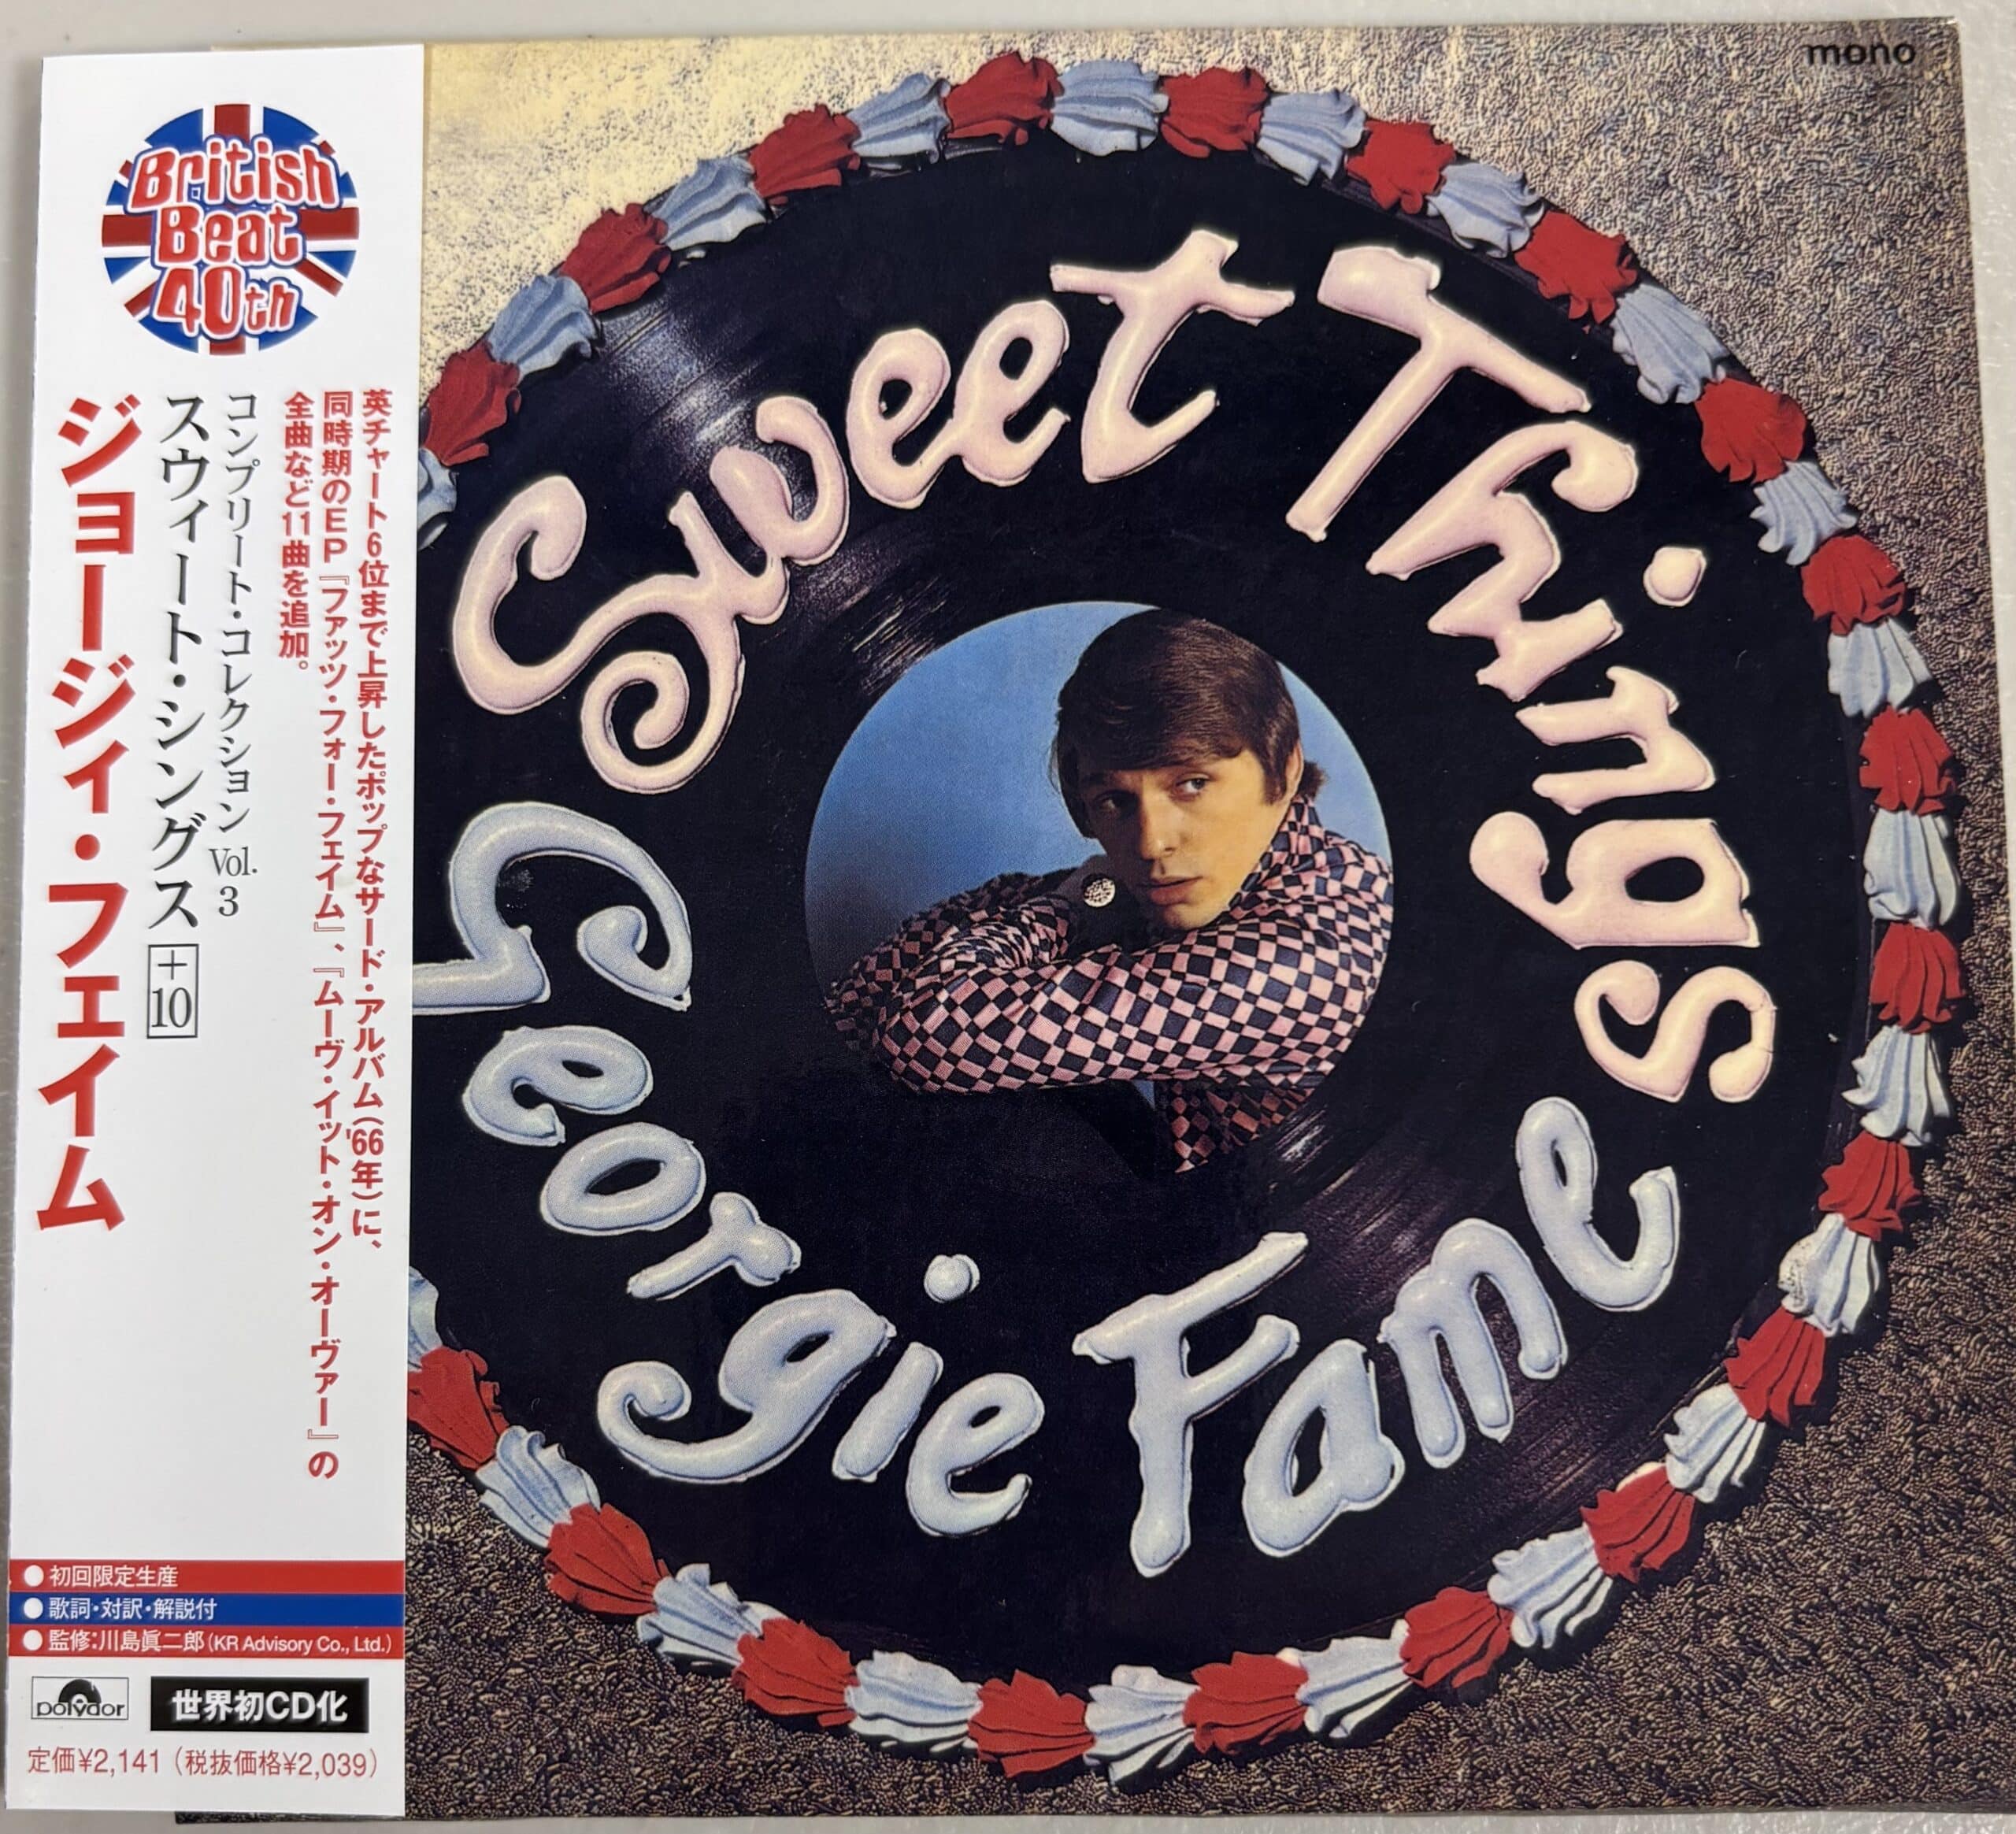 mono
British
Beat
40th
英チャート6位まで上昇したポップなサード・アルバム('66年)に、
同時期のEP『ファッツ・フォー・フェイム』、『ムーヴ・イット・オン・オーヴァー』の
全曲など11曲を追加。
コンプリート・コレクション Vol. 3
スウィート・シングス +10
ジョージィ・フェイム
●初回限定生産
●歌詞・対訳・解説付
●監修:川島眞二郎(KR Advisory Co., Ltd.)
polydor
世界初CD化
定価¥2,141(税抜価格¥2,039)
Sweet Things
Georgie Fame